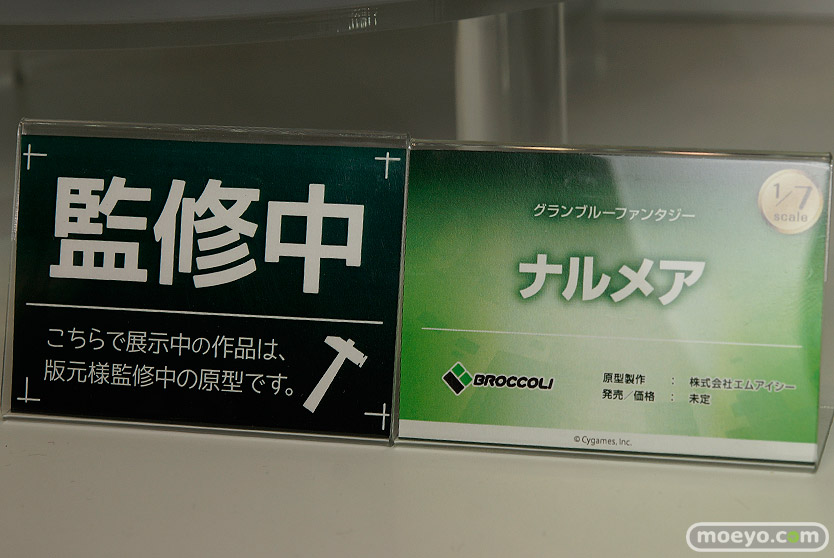 監修中
こちらで展示中の作品は、
版元様監修中の原型です。
1/7
scale
グランブルーファンタジー
ナルメア
BROCCOLI
原型製作 : 株式会社エムアイシー
発売/価格 : 未定
© Cygames, Inc.
moeyo.com